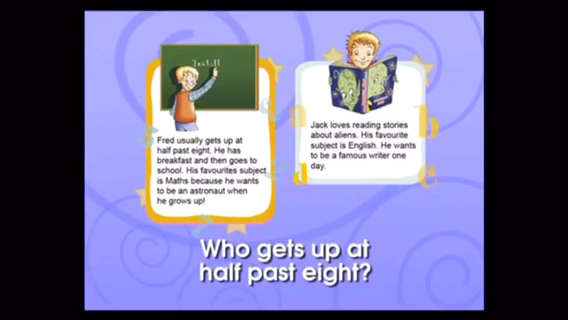 Fred usually gets up at
half past eight. He has
breakfast and then goes to
school. His favourites subject
is Maths because he wants
to be an astronaut when
he grows up!
Jack loves reading stories
about aliens. His favourite
subject is English. He wants
to be a famous writer one
day.
Who gets up at
half past eight?